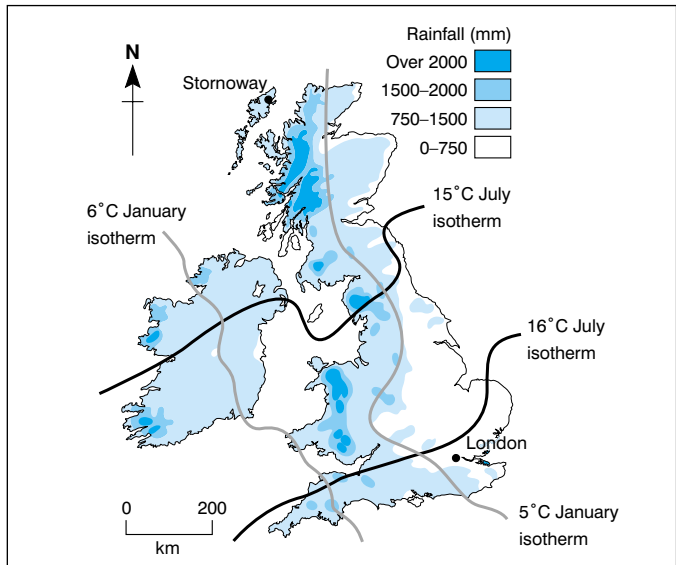 Rainfall (mm)
Over 2000
1500–2000
750–1500
0–750
N
Stornoway
6°C January
isotherm
15°C July
isotherm
16°C July
isotherm
London
0 200
km
5°C January
isotherm